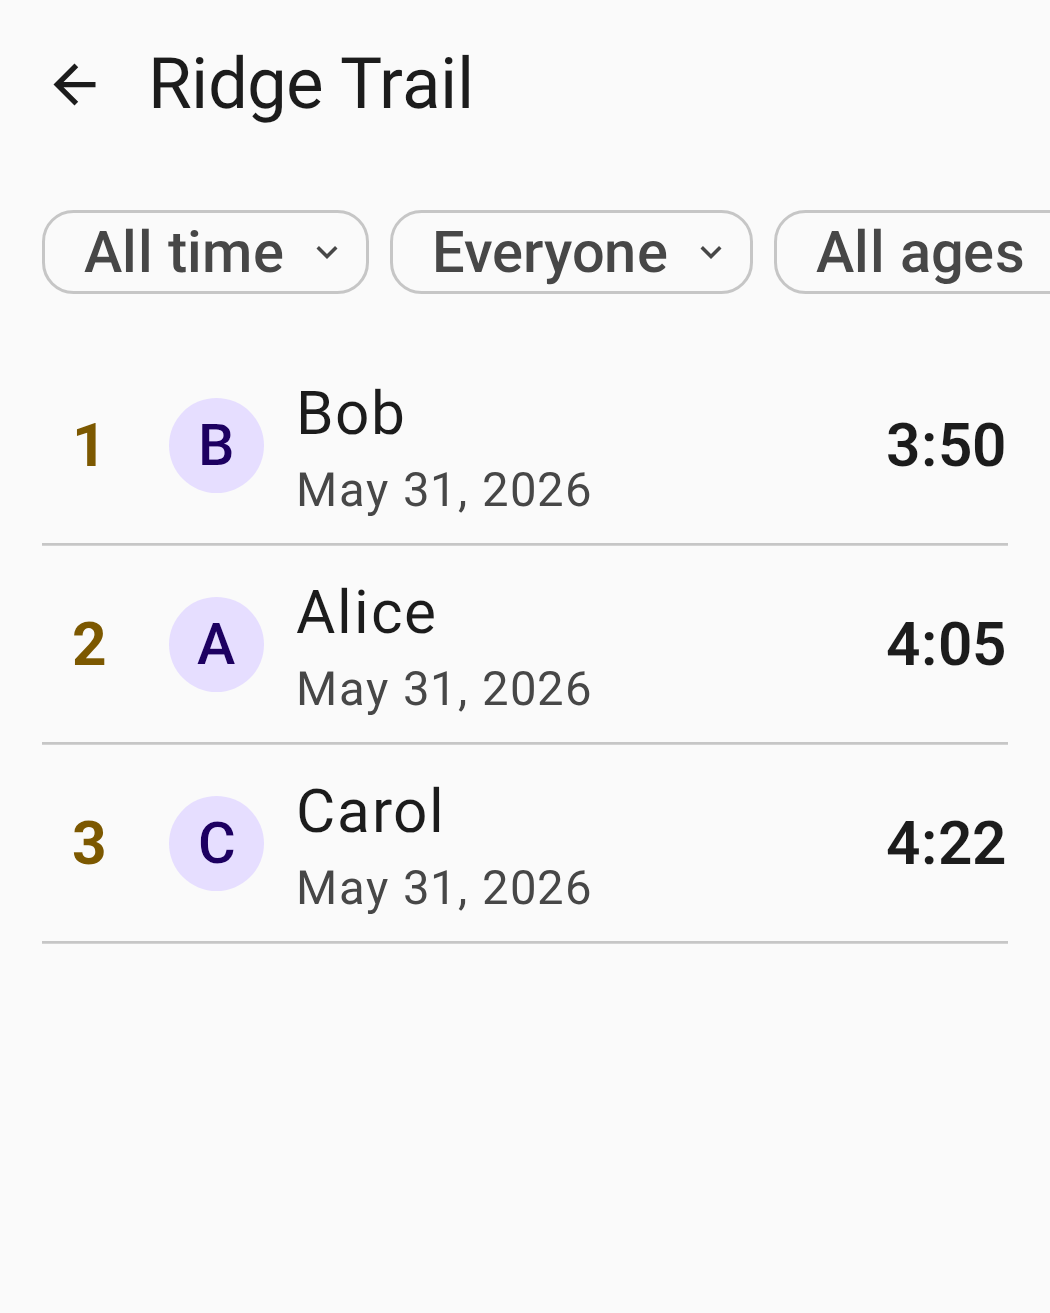 Ridge Trail
All time
Everyone
All ages
1
B
Bob
May 31, 2026
3:50
2
A
Alice
May 31, 2026
4:05
3
C
Carol
May 31, 2026
4:22